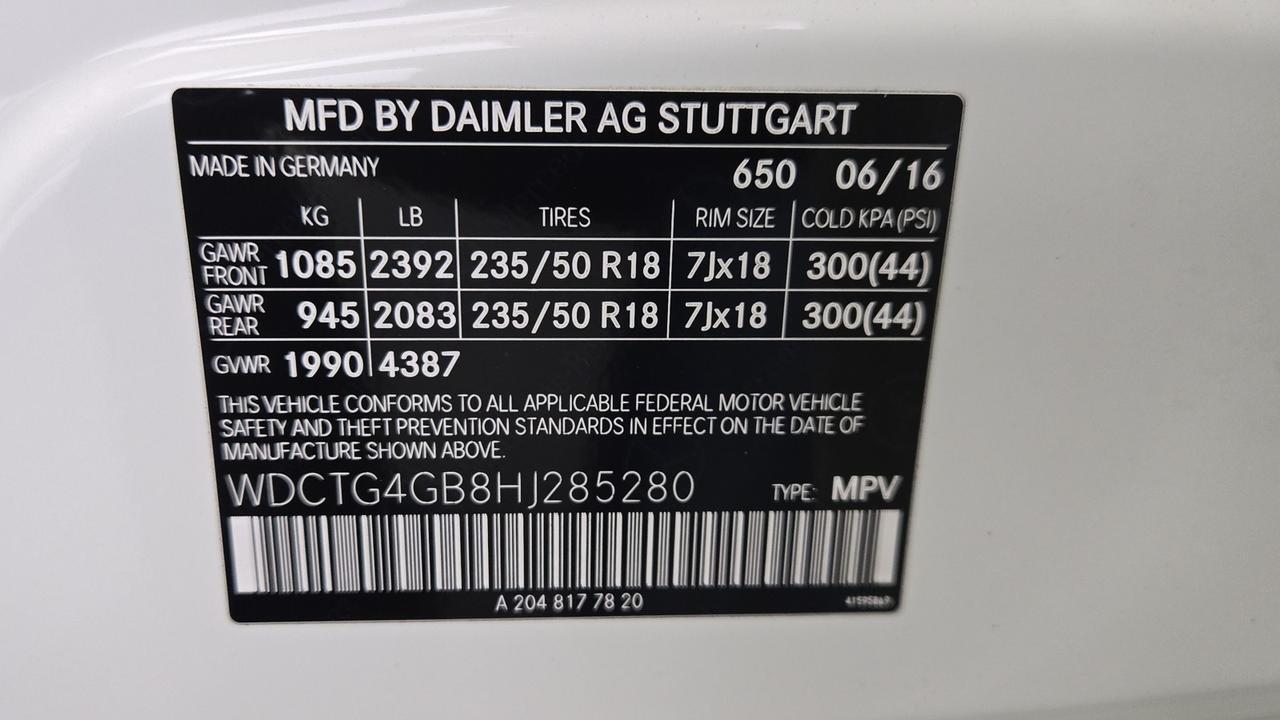 MFD BY DAIMLER AG STUTTGART
MADE IN GERMANY 650 06/16
KG LB TIRES RIM SIZE COLD KPA(PSI)
GAWR FRONT 1085 2392 235/50 R18 7Jx18 300(44)
GAWR REAR 945 2083 235/50 R18 7Jx18 300(44)
GVWR 1990 4387
THIS VEHICLE CONFORMS TO ALL APPLICABLE FEDERAL MOTOR VEHICLE
SAFETY AND THEFT PREVENTION STANDARDS IN EFFECT ON THE DATE OF
MANUFACTURE SHOWN ABOVE.
WDCTG4GB8HJ285280 TYPE: MPV
A 204 817 78 20